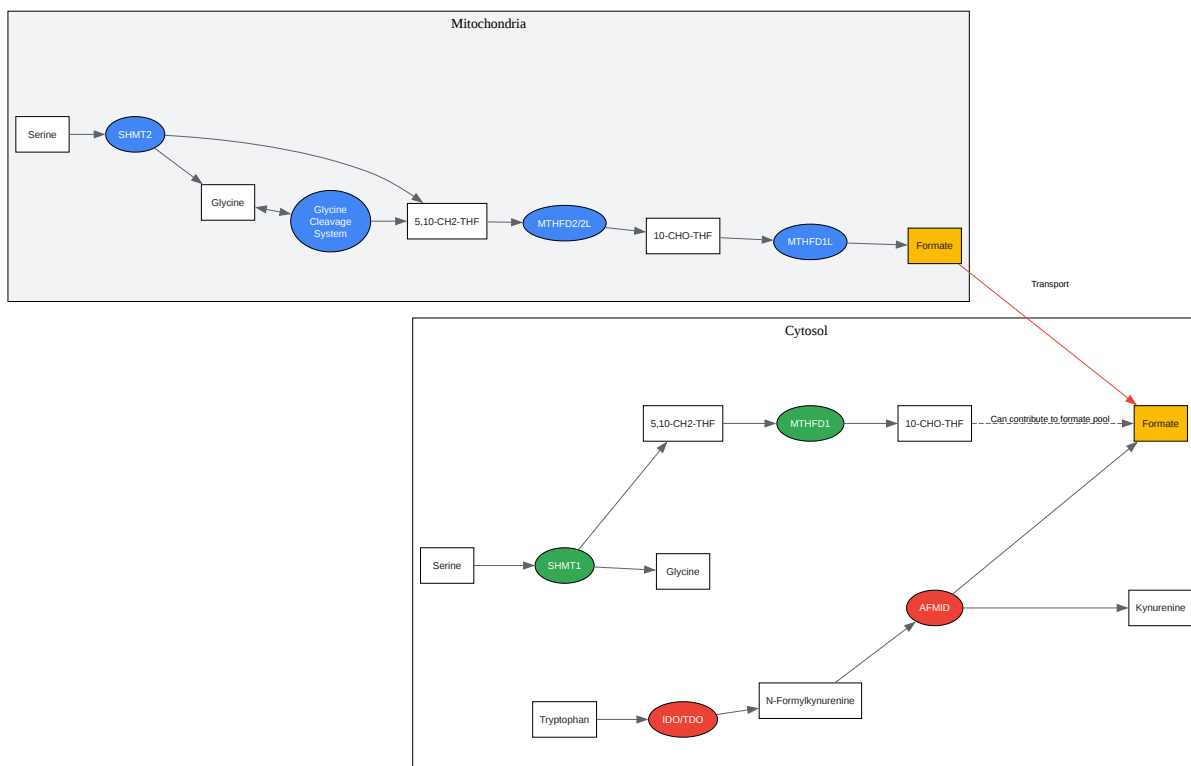 Mitochondria
Serine
SHMT2
Glycine
Glycine
Cleavage
System
5,10-CH2-THF
MTHFD2/2L
10-CHO-THF
MTHFD1L
Formate
Transport
Cytosol
5,10-CH2-THF
MTHFD1
10-CHO-THF
Can contribute to formate pool
Formate
Serine
SHMT1
Glycine
AFMID
Kynurenine
Tryptophan
IDO/TDO
N-Formylkynurenine